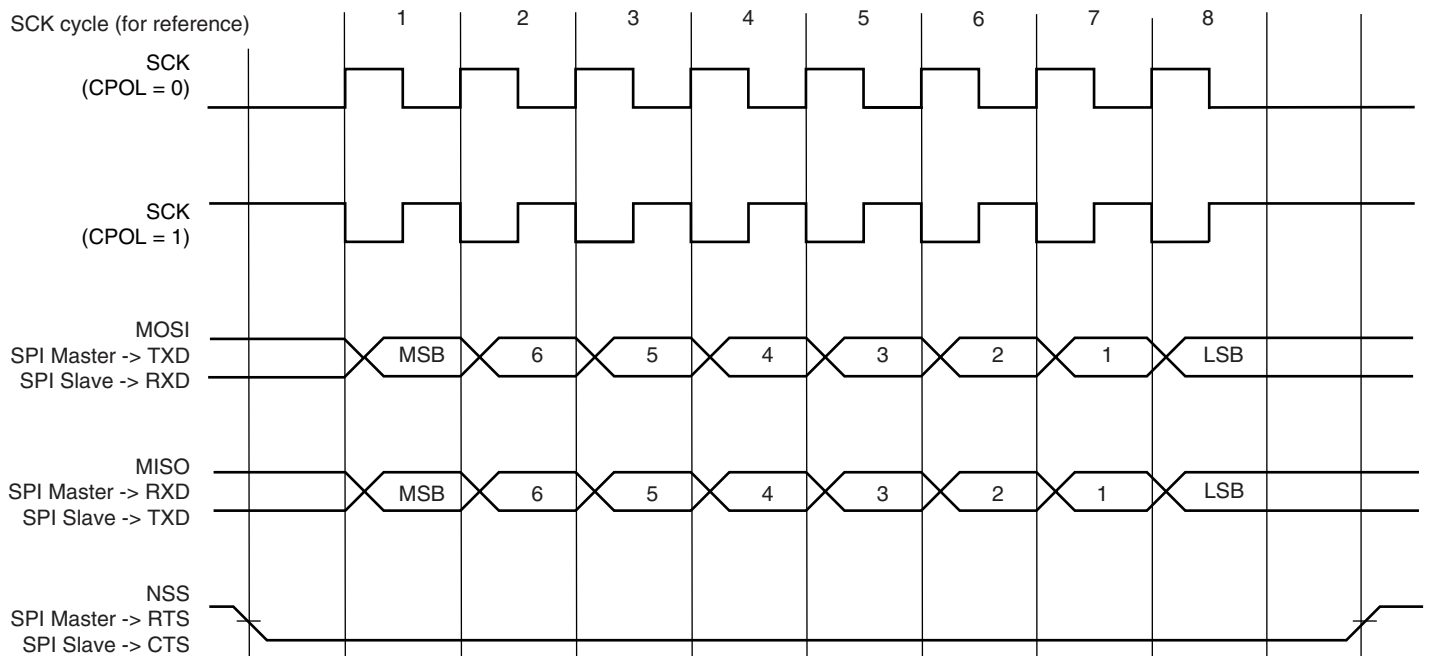 SCK cycle (for reference)
1 2 3 4 5 6 7 8
SCK
(CPOL = 0)
SCK
(CPOL = 1)
MOSI
SPI Master -> TXD
SPI Slave -> RXD
MSB 6 5 4 3 2 1 LSB
MISO
SPI Master -> RXD
SPI Slave -> TXD
MSB 6 5 4 3 2 1 LSB
NSS
SPI Master -> RTS
SPI Slave -> CTS